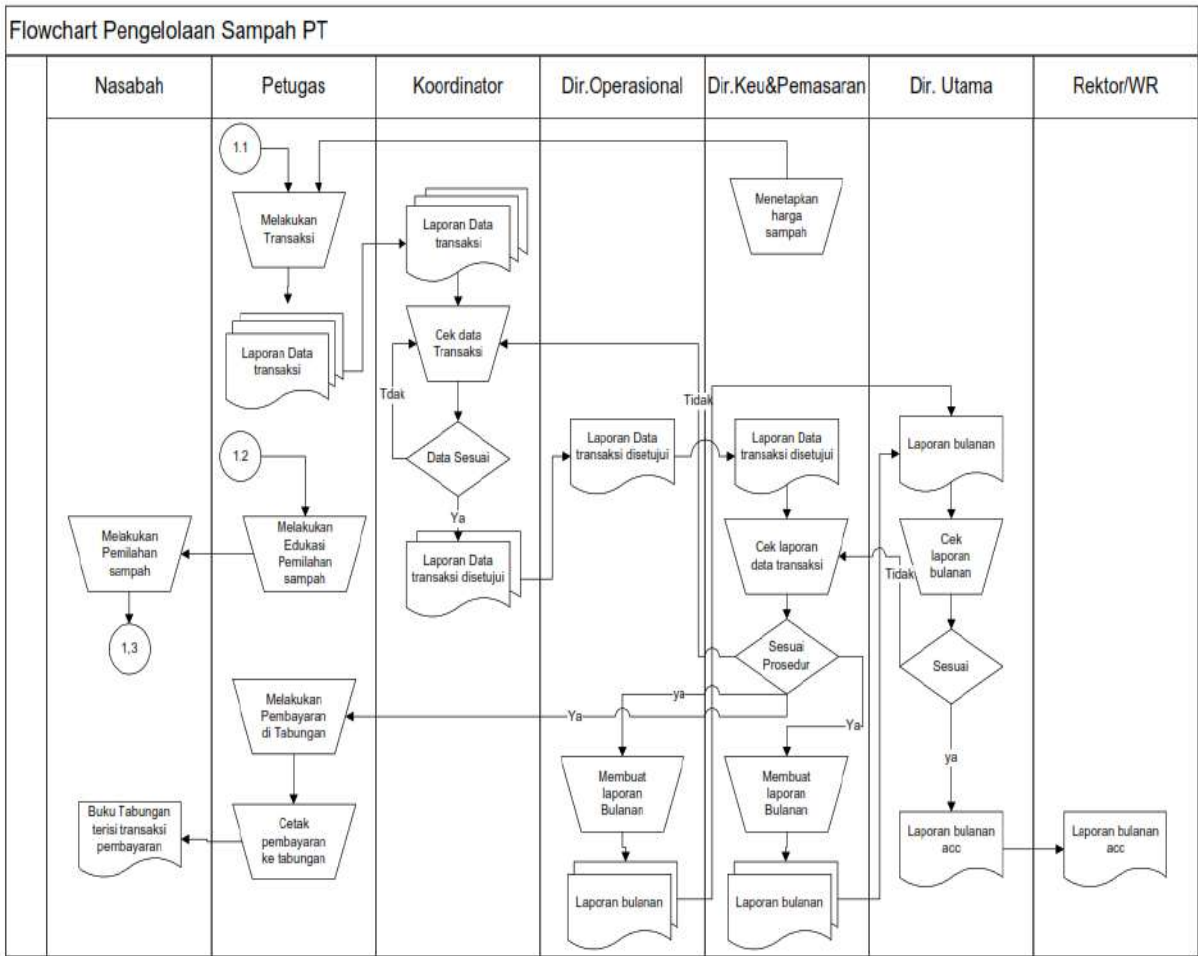 Flowchart Pengelolaan Sampah PT
Nasabah
Petugas
Koordinator
Dir.Operasional
Dir.Keu&Pemasaran
Dir. Utama
Rektor/WR
1.1
Melakukan
Transaksi
Laporan Data
transaksi
Laporan Data
transaksi
Menetapkan
harga
sampah
Cek data
Transaksi
Tdak
Data Sesuai
Ya
Laporan Data
transaksi disetujui
1.2
Melakukan
Edukasi
Pemilahan
sampah
Melakukan
Pemilahan
sampah
1,3
Laporan Data
transaksi disetujui
Tidak
Laporan Data
transaksi disetujui
Laporan bulanan
Cek laporan
data transaksi
Cek
laporan
bulanan
Tidak
Sesuai
Prosedur
Sesuai
ya
Ya
Ya
ya
Melakukan
Pembayaran
di Tabungan
Membuat
laporan
Bulanan
Membuat
laporan
Bulanan
Buku Tabungan
terisi transaksi
pembayaran
Cetak
pembayaran
ke tabungan
Laporan bulanan
Laporan bulanan
Laporan bulanan
acc
Laporan bulanan
acc